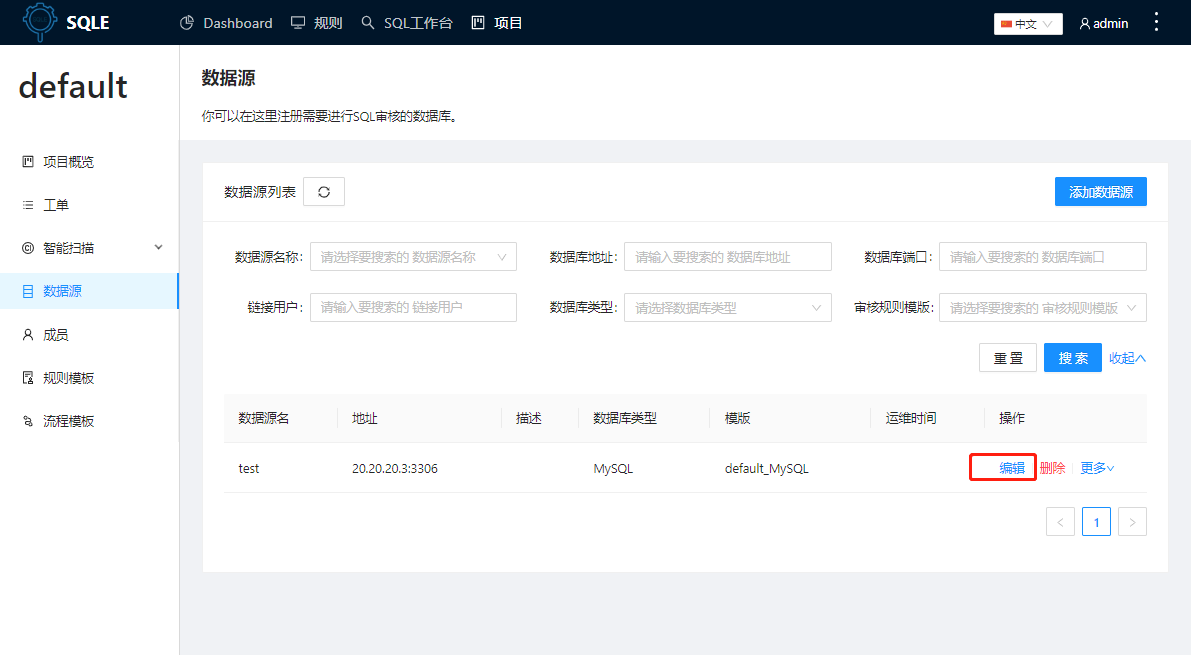 SQLE Dashboard 规则 SQL工作台 项目 中文 admin
default
项目概览
工单
智能扫描
数据源
成员
规则模板
流程模板
数据源
你可以在这里注册需要进行SQL审核的数据库。
数据源列表 添加数据源
数据源名称: 请选择要搜索的 数据源名称 数据库地址: 请输入要搜索的 数据库地址 数据库端口: 请输入要搜索的 数据库端口
链接用户: 请输入要搜索的 链接用户 数据库类型: 请选择数据库类型 审核规则模版: 请选择要搜索的 审核规则模版
重 置 搜 索 收起
数据源名 地址 描述 数据库类型 模版 运维时间 操作
test 20.20.20.3:3306 MySQL default_MySQL 编辑 删除 更多
< 1 >